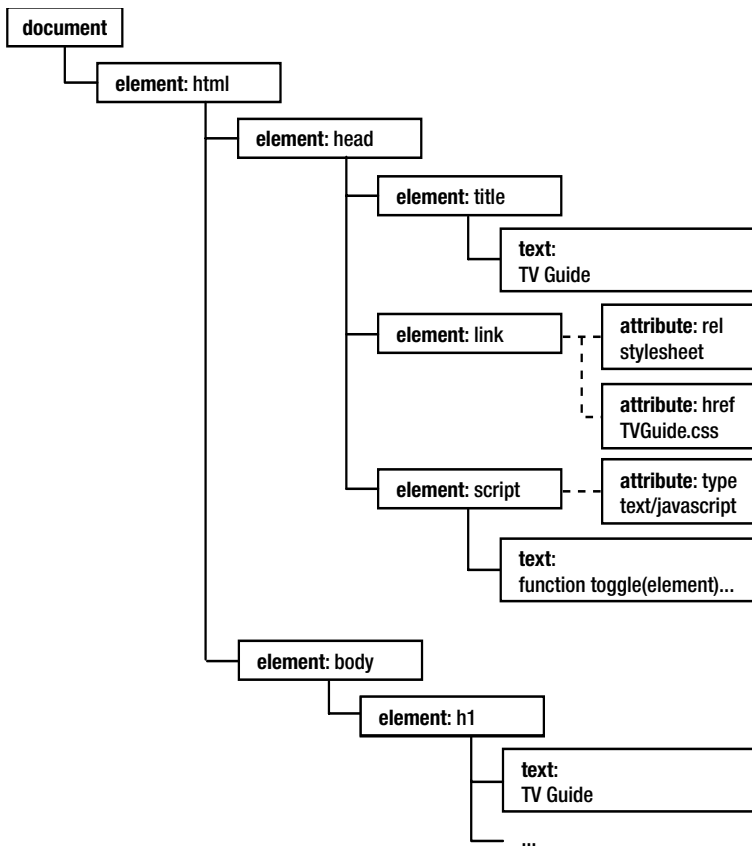 document
element: html
element: head
element: title
text:
TV Guide
element: link
attribute: rel
stylesheet
attribute: href
TVGuide.css
element: script
attribute: type
text/javascript
text:
function toggle(element)...
element: body
element: h1
text:
TV Guide
...